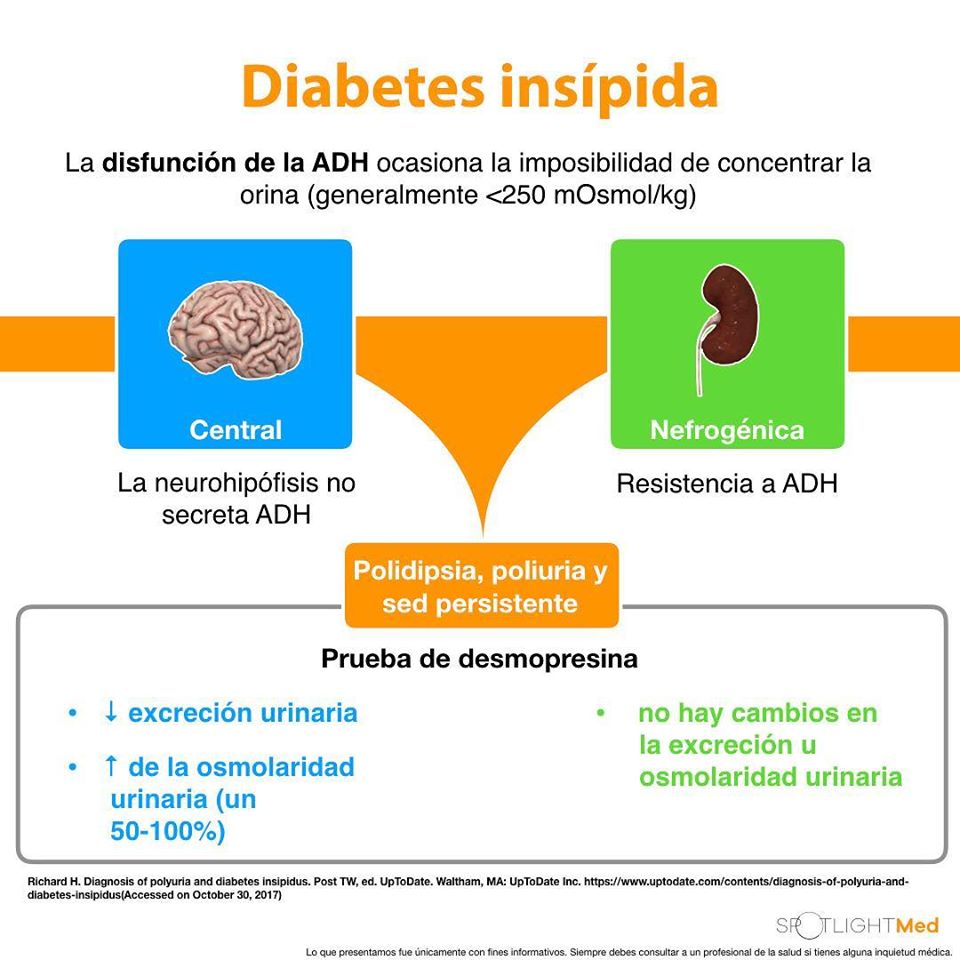 Diabetes insípida
La disfunción de la ADH ocasiona la imposibilidad de concentrar la
orina (generalmente <250 mOsmol/kg)
Central
Nefrogénica
La neurohipófisis no
secreta ADH
Resistencia a ADH
Polidipsia, poliuria y
sed persistente
Prueba de desmopresina
• ↓ excreción urinaria
• ↑ de la osmolaridad
urinaria (un
50-100%)
• no hay cambios en
la excreción u
osmolaridad urinaria
Richard H. Diagnosis of polyuria and diabetes insipidus. Post TW, ed. UpToDate. Waltham, MA: UpToDate Inc. https://www.uptodate.com/contents/diagnosis-of-polyuria-and-
diabetes-insipidus(Accessed on October 30, 2017)
SPOTLIGHTMed
Lo que presentamos fue únicamente con fines informativos. Siempre debes consultar a un profesional de la salud si tienes alguna inquietud médica.